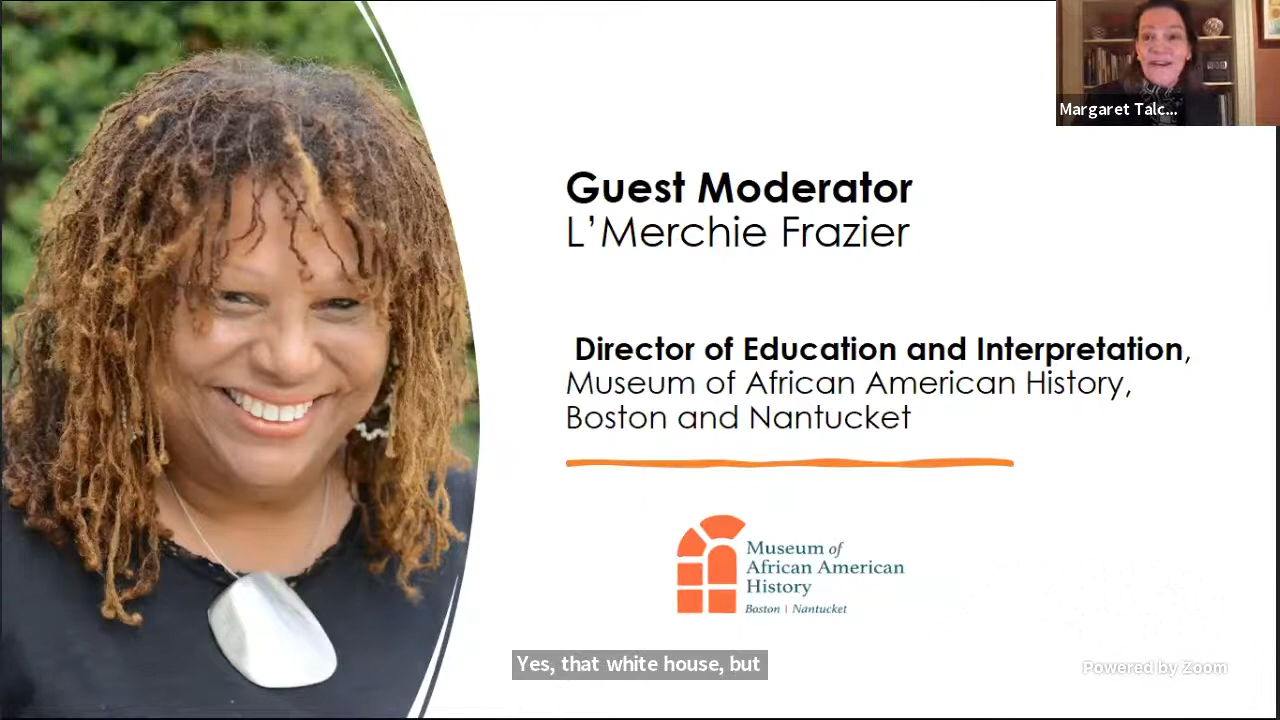 Margaret Talc...
Guest Moderator
L’Merchie Frazier
Director of Education and Interpretation,
Museum of African American History,
Boston and Nantucket
Museum of
African American
History
Boston | Nantucket
Yes, that white house, but
Powered by Zoom